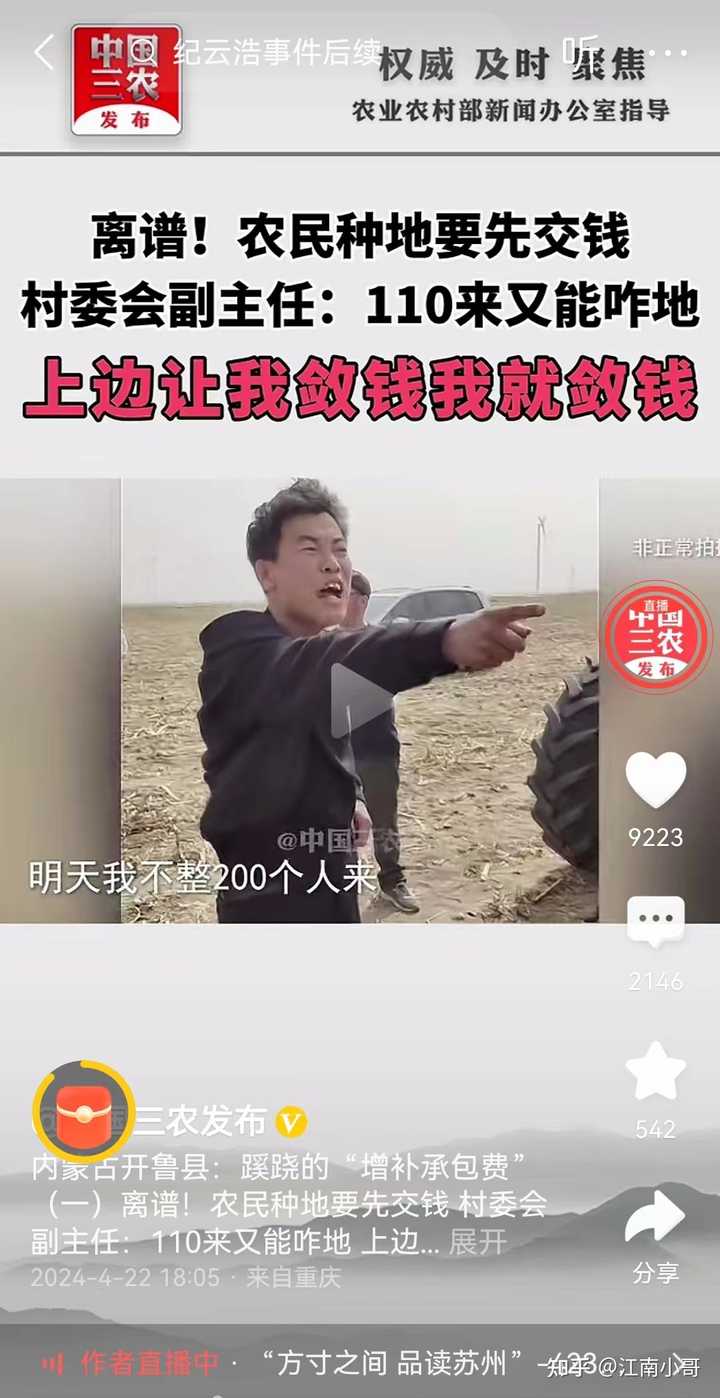 纪云浩事件后续
听
中国
三农
发布
权威 及时 聚焦
农业农村部新闻办公室指导
离谱！农民种地要先交钱
村委会副主任：110来又能咋地
上边让我敛钱我就敛钱
非正常拍
直播
中国
三农
发布
9223
@中国三农
明天我不整200个人来
2146
542
三农发布
内蒙古开鲁县：蹊跷的“增补承包费”
（一）离谱！农民种地要先交钱 村委会
副主任：110来又能咋地 上边... 展开
2024-4-22 18:05 · 来自重庆
分享
作者直播中 · “方寸之间 品读苏州”
知乎 @江南小哥